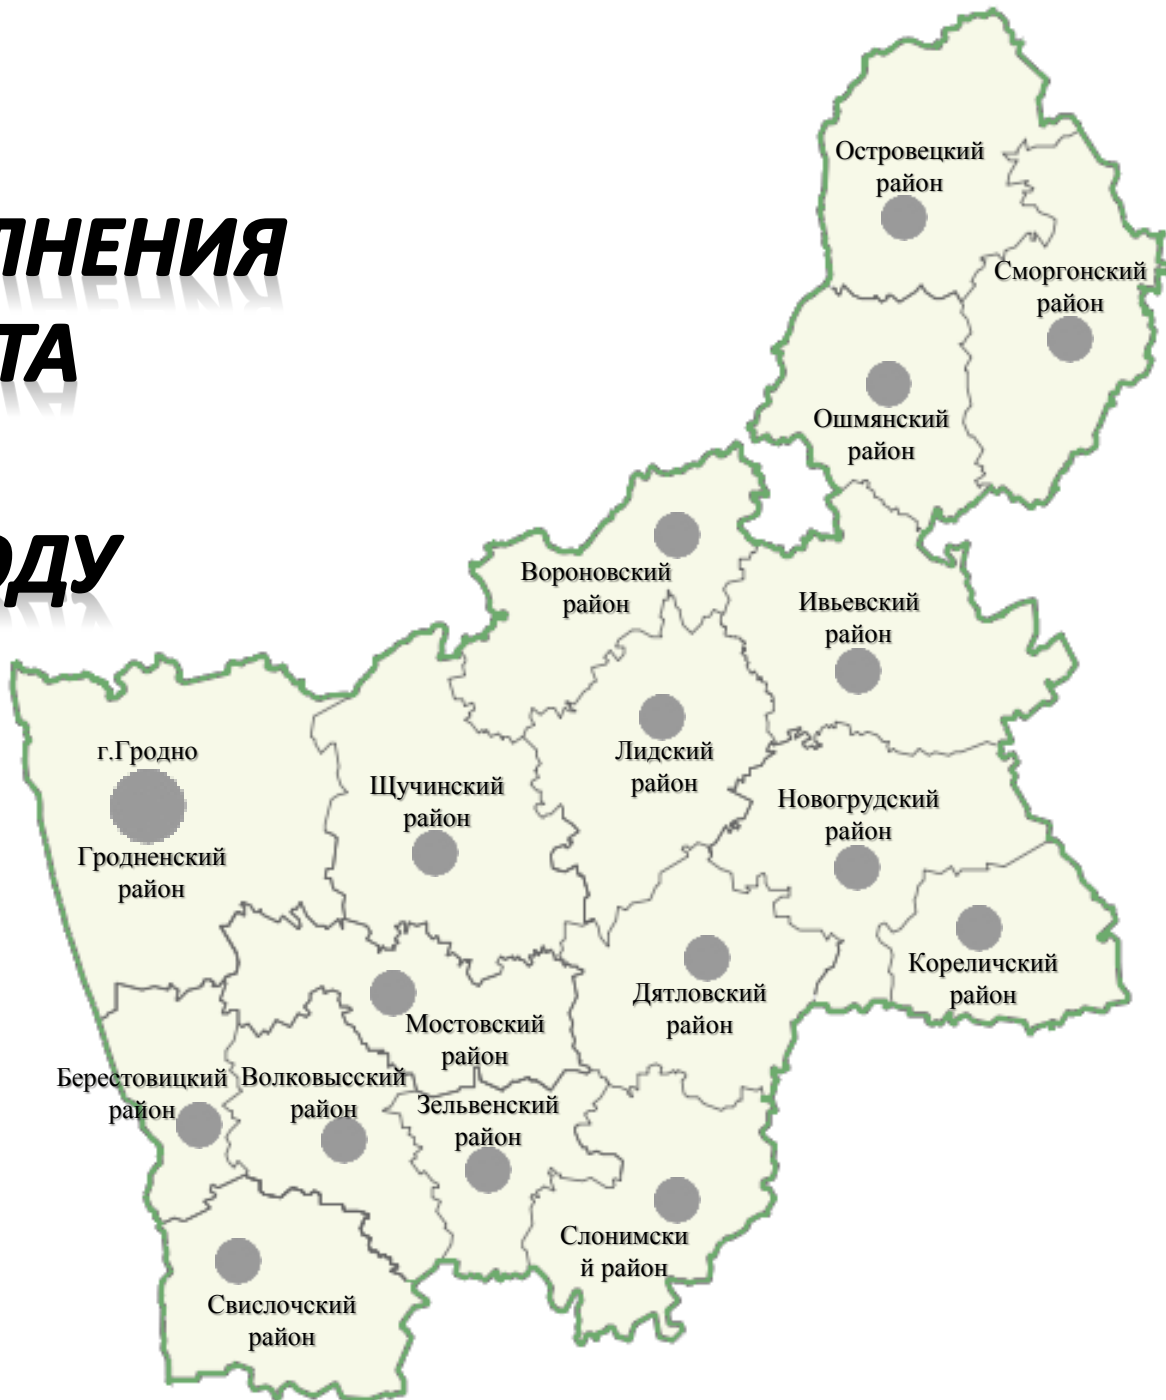 ЛНЕНИЯ
ТА
ОДУ
Островецкий
район
Сморгонский
район
Ошмянский
район
Вороновский
район
Ивьевский
район
Лидский
район
г.Гродно
Гродненский
район
Щучинский
район
Новогрудский
район
Кореличский
район
Дятловский
район
Мостовский
район
Берестовицкий
район
Волковысский
район
Зельвенский
район
Слонимски
й район
Свислочский
район